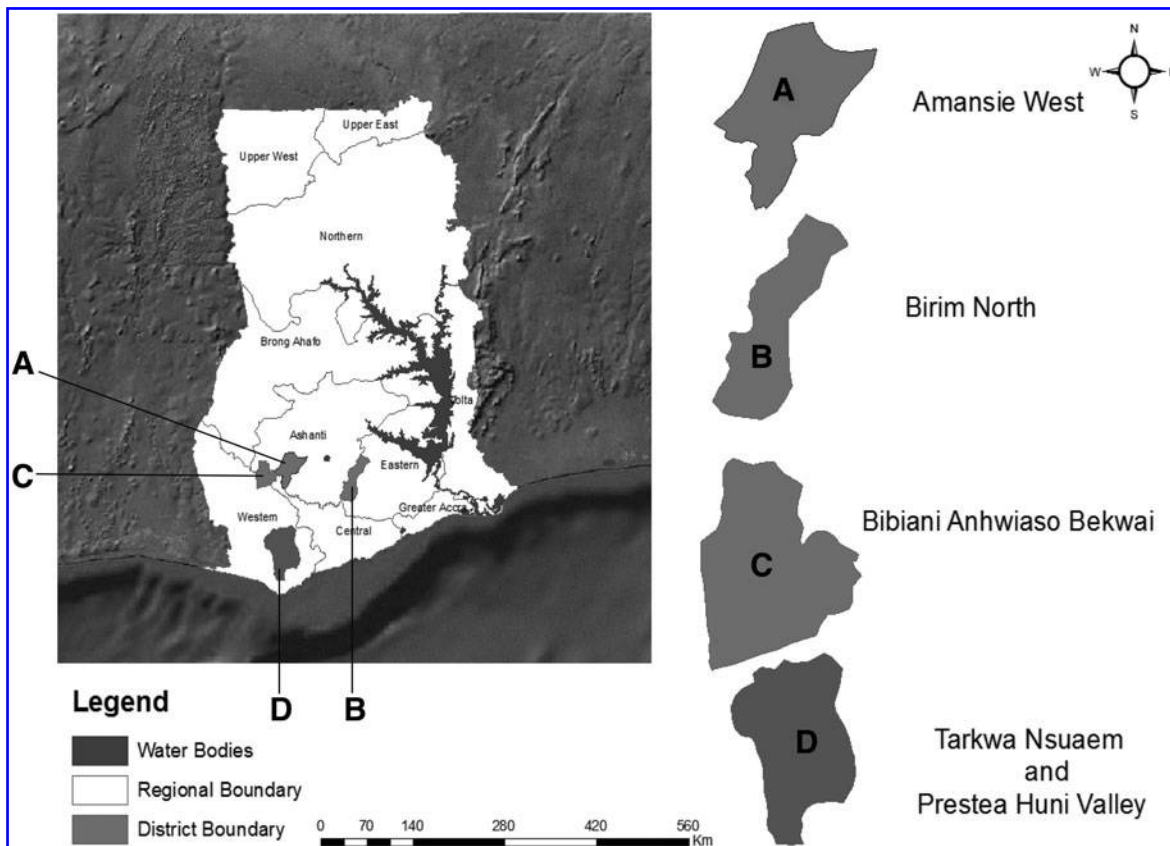 Upper East
Upper West
Northern
Brong Ahafo
A
Volta
Ashanti
C
Eastern
Western
Greater Accra
Central
D
B
Legend
Water Bodies
Regional Boundary
District Boundary
0 70 140 280 420 560
Km
N
W
S
A
Amansie West
Birim North
B
Bibiani Anhwiaso Bekwai
C
D
Tarkwa Nsuaem
and
Prestea Huni Valley